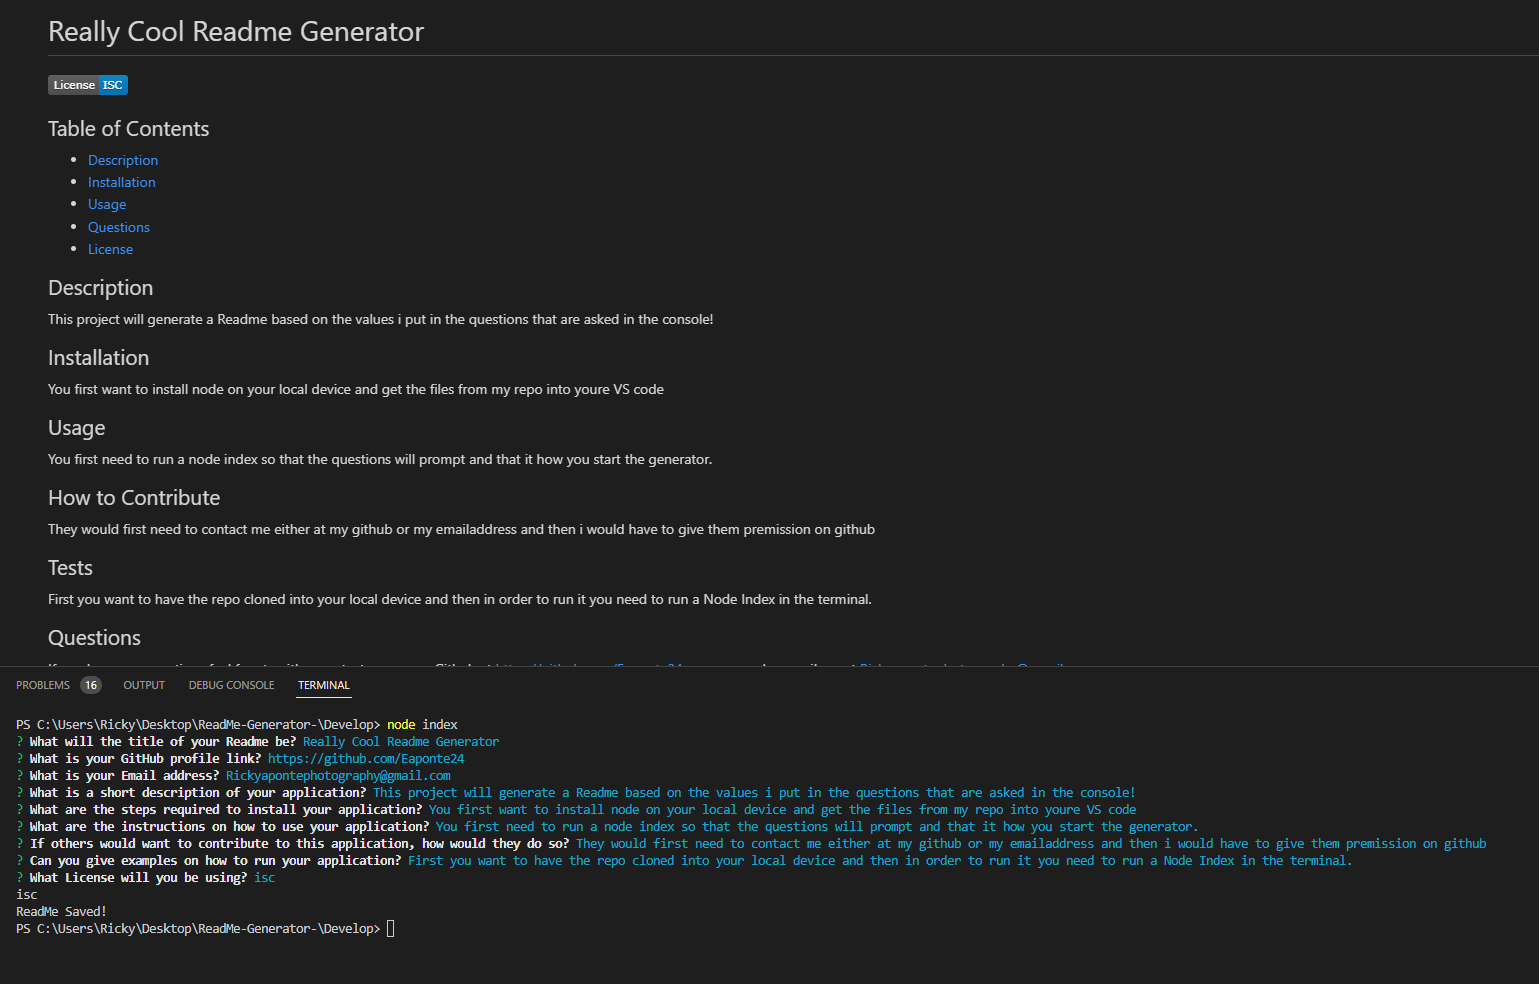 Really Cool Readme Generator
License ISC
Table of Contents
Description
Installation
Usage
Questions
License
Description
This project will generate a Readme based on the values i put in the questions that are asked in the console!
Installation
You first want to install node on your local device and get the files from my repo into youre VS code
Usage
You first need to run a node index so that the questions will prompt and that it how you start the generator.
How to Contribute
They would first need to contact me either at my github or my emailaddress and then i would have to give them premission on github
Tests
First you want to have the repo cloned into your local device and then in order to run it you need to run a Node Index in the terminal.
Questions
PROBLEMS 16 OUTPUT DEBUG CONSOLE TERMINAL
PS C:\Users\Ricky\Desktop\ReadMe-Generator-\Develop> node index
? What will the title of your Readme be? Really Cool Readme Generator
? What is your GitHub profile link? https://github.com/Eaponte24
? What is your Email address? Rickyapontephotography@gmail.com
? What is a short description of your application? This project will generate a Readme based on the values i put in the questions that are asked in the console!
? What are the steps required to install your application? You first want to install node on your local device and get the files from my repo into youre VS code
? What are the instructions on how to use your application? You first need to run a node index so that the questions will prompt and that it how you start the generator.
? If others would want to contribute to this application, how would they do so? They would first need to contact me either at my github or my emailaddress and then i would have to give them premission on github
? Can you give examples on how to run your application? First you want to have the repo cloned into your local device and then in order to run it you need to run a Node Index in the terminal.
? What License will you be using? isc
isc
ReadMe Saved!
PS C:\Users\Ricky\Desktop\ReadMe-Generator-\Develop>